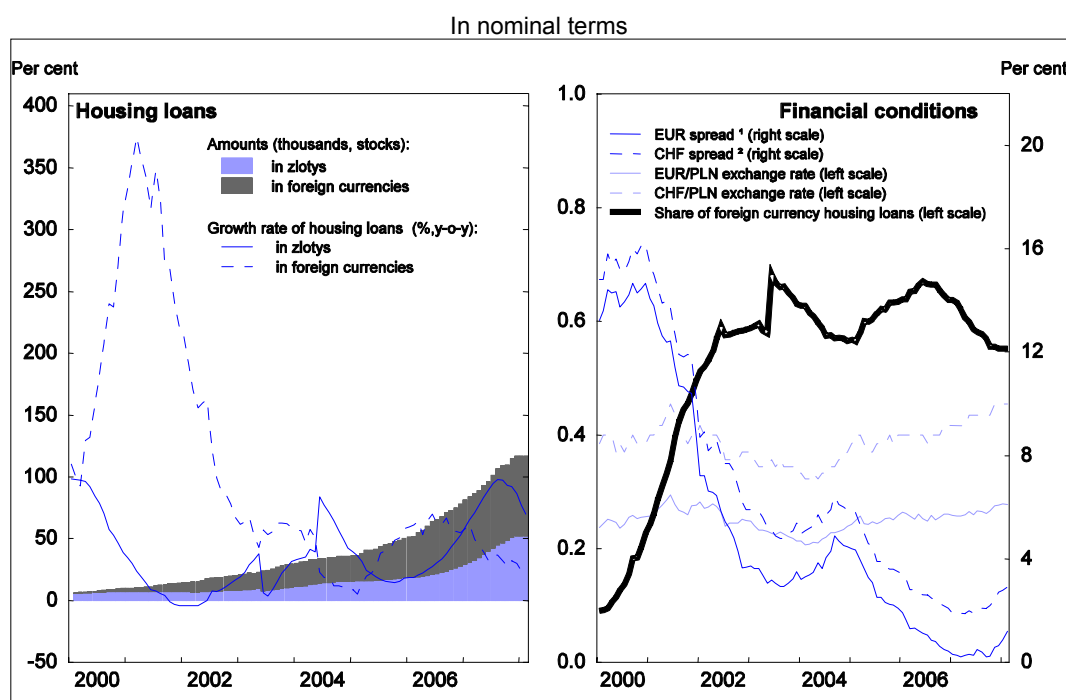 In nominal terms
Per cent
Per cent
400
350
300
250
200
150
100
50
0
-50
Housing loans
Amounts (thousands, stocks):
in zlotys
in foreign currencies
Growth rate of housing loans (%,y-o-y):
in zlotys
in foreign currencies
2000
2002
2004
2006
1.0
0.8
0.6
0.4
0.2
0.0
Financial conditions
EUR spread ¹ (right scale)
CHF spread ² (right scale)
EUR/PLN exchange rate (left scale)
CHF/PLN exchange rate (left scale)
Share of foreign currency housing loans (left scale)
20
16
12
8
4
0
2000
2002
2004
2006